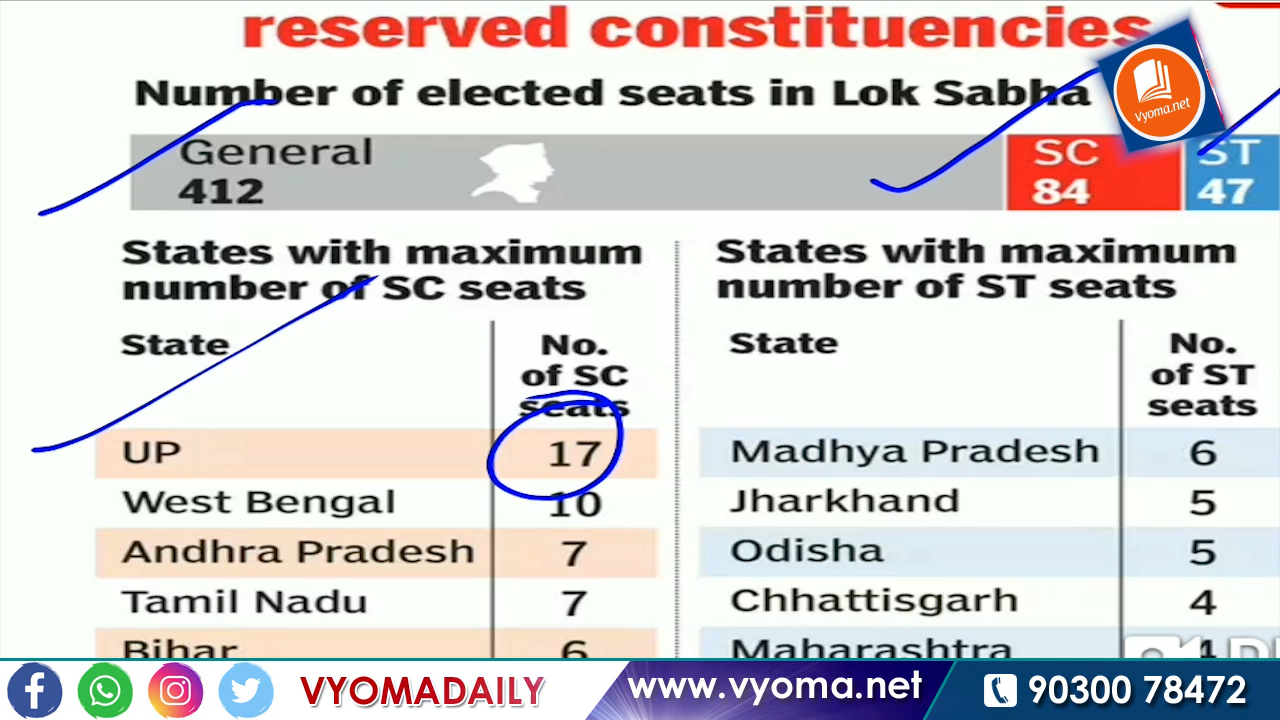 reserved constituencies
Number of elected seats in Lok Sabha
Vyoma.net
General
412
SC
84
ST
47
States with maximum
number of SC seats
State
No.
of SC
seats
UP 17
West Bengal 10
Andhra Pradesh 7
Tamil Nadu 7
Bihar 6
States with maximum
number of ST seats
State
No.
of ST
seats
Madhya Pradesh 6
Jharkhand 5
Odisha 5
Chhattisgarh 4
Maharashtra 4
VYOMADAILY
www.vyoma.net
90300 78472